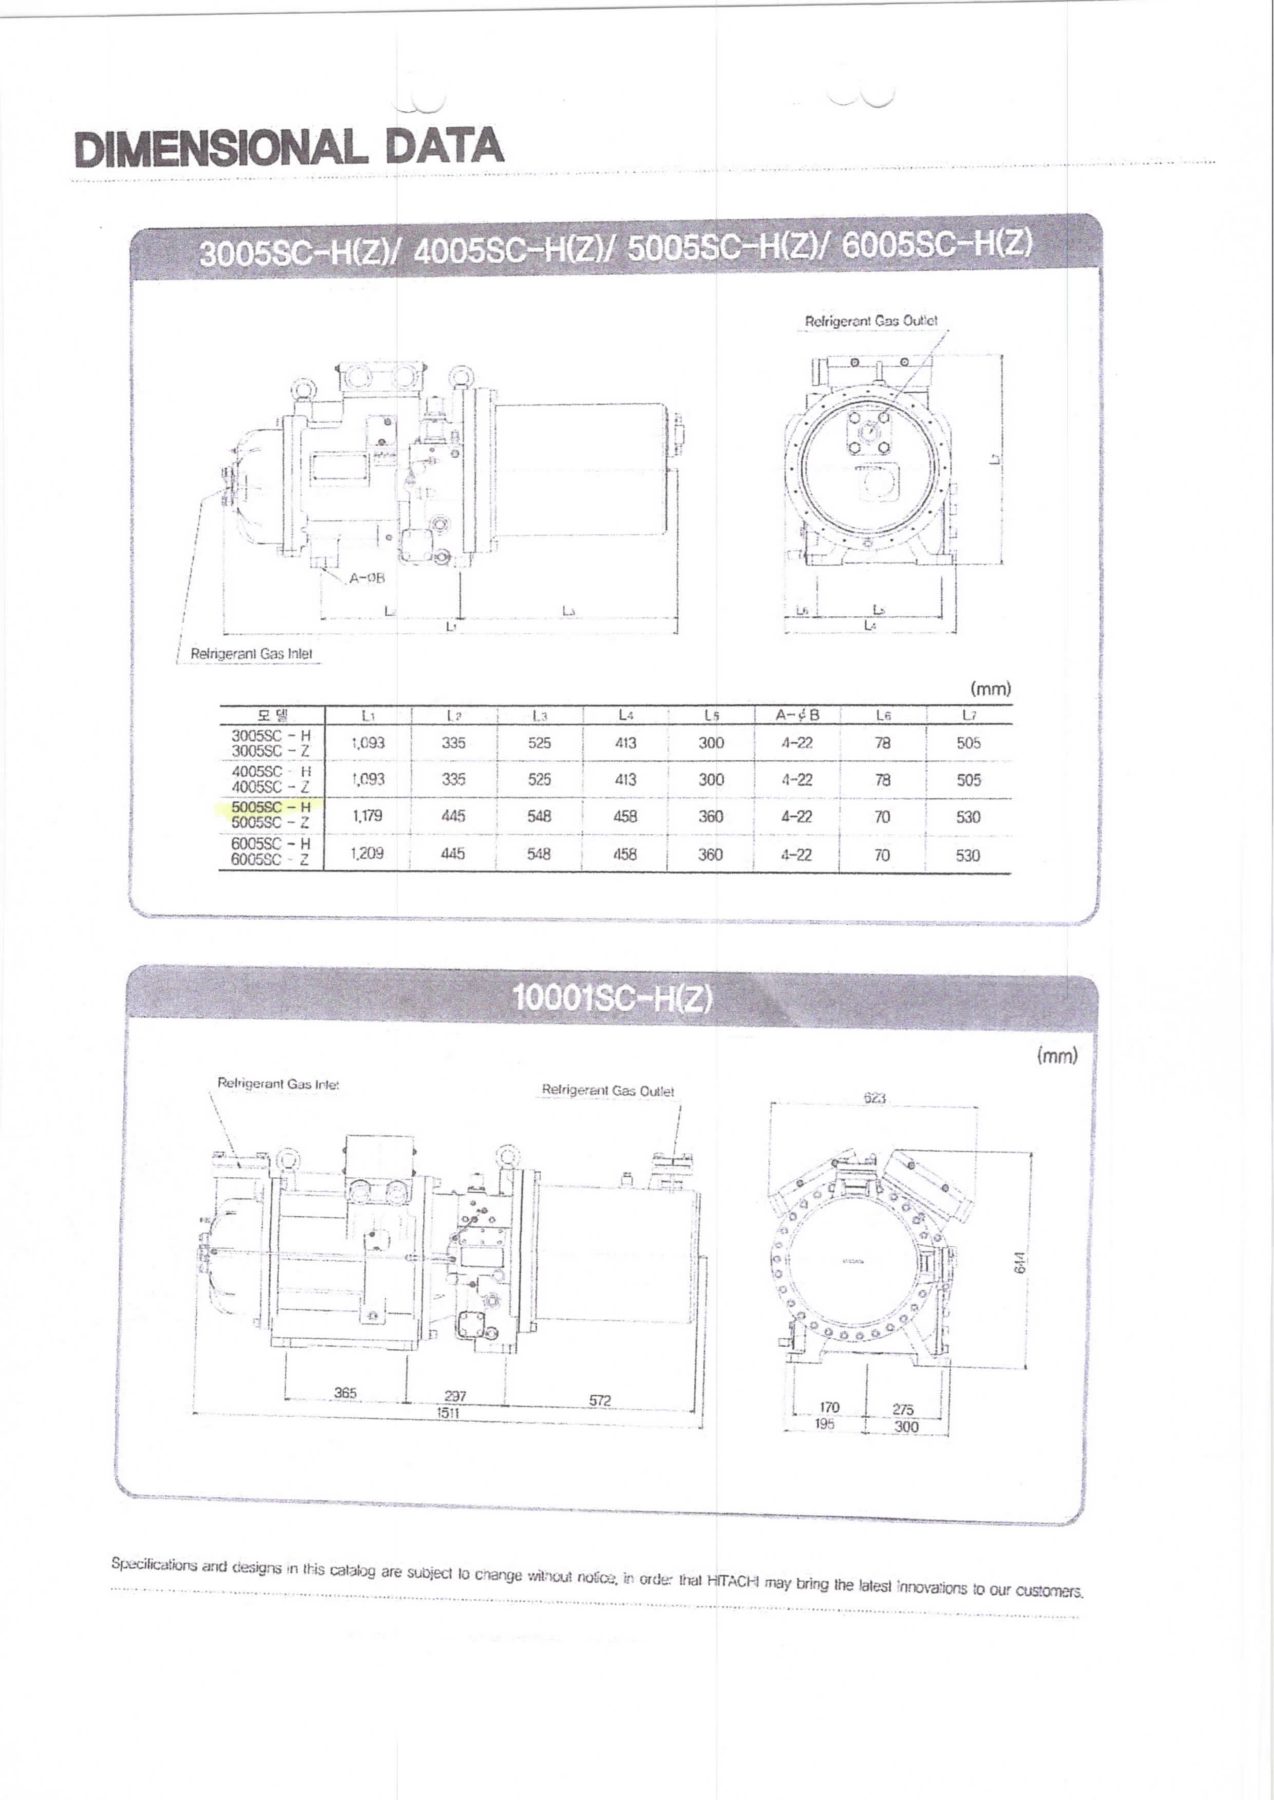 DIMENSIONAL DATA
3005SC-H(Z)/ 4005SC-H(Z)/ 5005SC-H(Z)/ 6005SC-H(Z)
Refrigerant Gas Outlet
L7
A-ØB
L2
L3
L1
L6
L5
L4
Refrigerant Gas Inlet
(mm)
모델 L1 L2 L3 L4 L5 A-ϕB L6 L7
3005SC - H
3005SC - Z 1,093 335 525 413 300 4-22 78 505
4005SC - H
4005SC - Z 1,093 335 525 413 300 4-22 78 505
5005SC - H
5005SC - Z 1,179 445 548 458 360 4-22 70 530
6005SC - H
6005SC - Z 1,209 445 548 458 360 4-22 70 530
10001SC-H(Z)
(mm)
Refrigerant Gas Inlet
Refrigerant Gas Outlet
623
644
365
297
572
1511
170
275
195
300
Specifications and designs in this catalog are subject to change without notice, in order that HITACHI may bring the latest innovations to our customers.